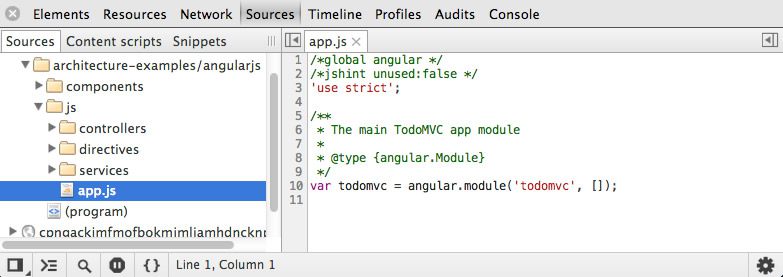 Elements Resources Network Sources Timeline Profiles Audits Console
Sources Content scripts Snippets
architecture-examples/angularjs
components
js
controllers
directives
services
app.js
(program)
app.js ×
1 /*global angular */
2 /*jshint unused:false */
3 'use strict';
4
5 /**
6  * The main TodoMVC app module
7  *
8  * @type {angular.Module}
9  */
10 var todomvc = angular.module('todomvc', []);
11
{ } Line 1, Column 1